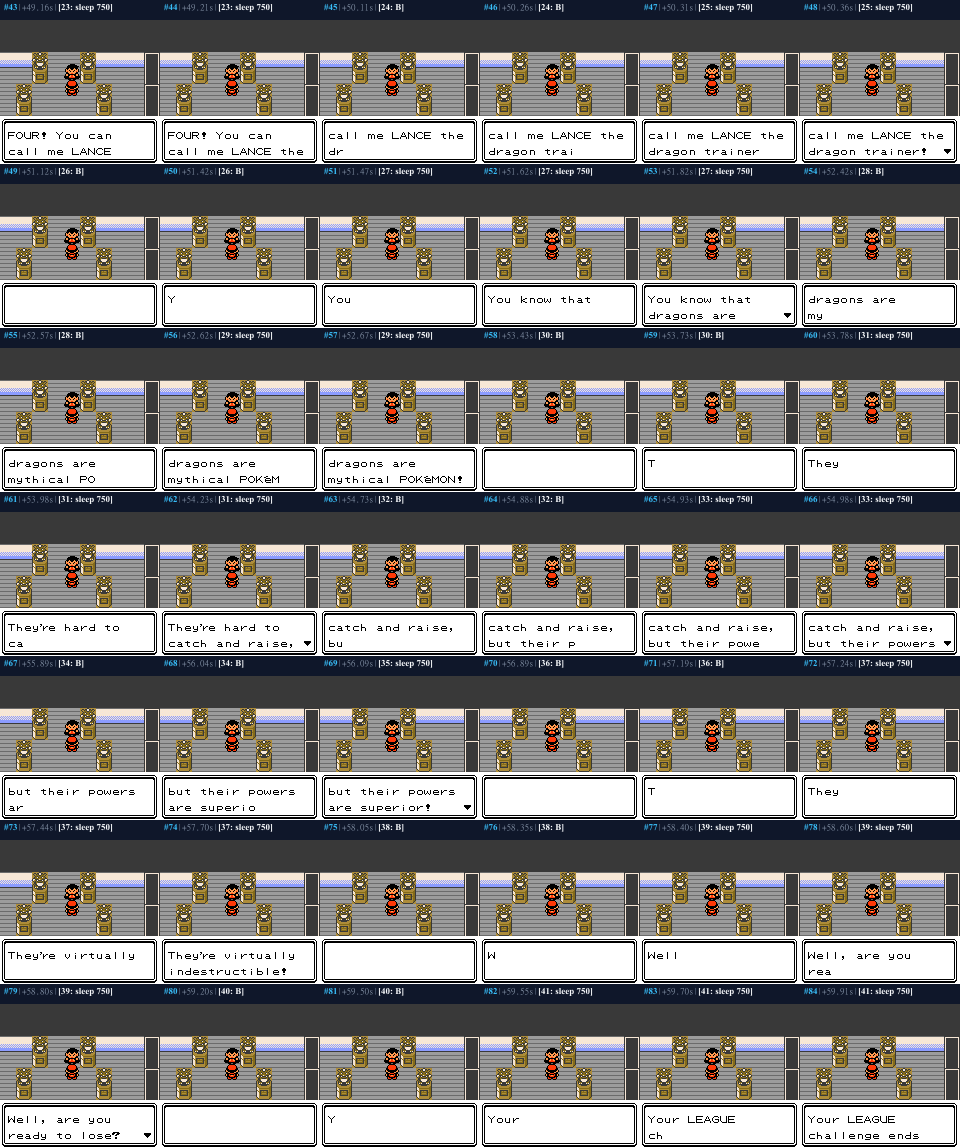 #43|+49.16s| [23: sleep 750]
#44|+49.21s| [23: sleep 750]
#45|+50.11s| [24: B]
#46|+50.26s| [24: B]
#47|+50.31s| [25: sleep 750]
#48|+50.36s| [25: sleep 750]
FOUR! You can
call me LANCE
FOUR! You can
call me LANCE the
call me LANCE the
dr
call me LANCE the
dragon trai
call me LANCE the
dragon trainer
call me LANCE the
dragon trainer! ▼
#49|+51.12s| [26: B]
#50|+51.42s| [26: B]
#51|+51.47s| [27: sleep 750]
#52|+51.62s| [27: sleep 750]
#53|+51.82s| [27: sleep 750]
#54|+52.42s| [28: B]
Y
You
You know that
You know that
dragons are ▼
dragons are
my
#55|+52.57s| [28: B]
#56|+52.62s| [29: sleep 750]
#57|+52.67s| [29: sleep 750]
#58|+53.43s| [30: B]
#59|+53.73s| [30: B]
#60|+53.78s| [31: sleep 750]
dragons are
mythical PO
dragons are
mythical POKéM
dragons are
mythical POKéMON!
T
They
#61|+53.98s| [31: sleep 750]
#62|+54.23s| [31: sleep 750]
#63|+54.73s| [32: B]
#64|+54.88s| [32: B]
#65|+54.93s| [33: sleep 750]
#66|+54.98s| [33: sleep 750]
They're hard to
ca
They're hard to
catch and raise, ▼
catch and raise,
bu
catch and raise,
but their p
catch and raise,
but their powe
catch and raise,
but their powers ▼
#67|+55.89s| [34: B]
#68|+56.04s| [34: B]
#69|+56.09s| [35: sleep 750]
#70|+56.89s| [36: B]
#71|+57.19s| [36: B]
#72|+57.24s| [37: sleep 750]
but their powers
ar
but their powers
are superio
but their powers
are superior! ▼
T
They
#73|+57.44s| [37: sleep 750]
#74|+57.70s| [37: sleep 750]
#75|+58.05s| [38: B]
#76|+58.35s| [38: B]
#77|+58.40s| [39: sleep 750]
#78|+58.60s| [39: sleep 750]
They're virtually
They're virtually
indestructible!
W
Well
Well, are you
rea
#79|+58.80s| [39: sleep 750]
#80|+59.20s| [40: B]
#81|+59.50s| [40: B]
#82|+59.55s| [41: sleep 750]
#83|+59.70s| [41: sleep 750]
#84|+59.91s| [41: sleep 750]
Well, are you
ready to lose? ▼
Y
Your
Your LEAGUE
ch
Your LEAGUE
challenge ends